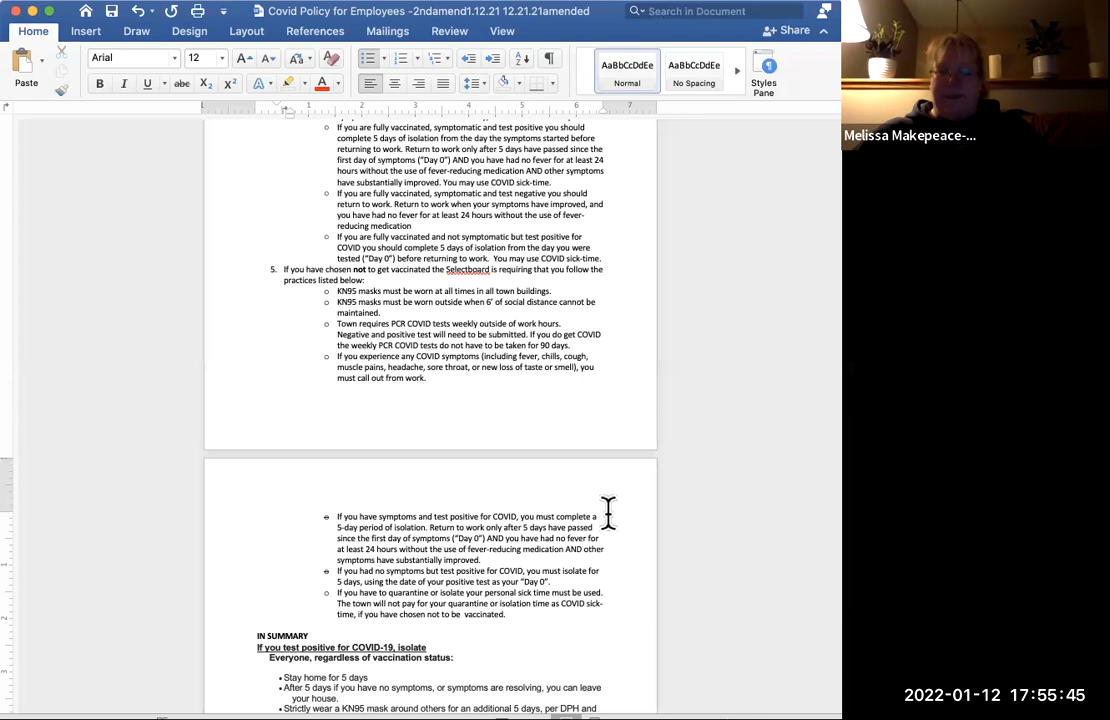 Covid Policy for Employees -2ndamend1.12.21 12.21.21amended
Search in Document
Home Insert Draw Design Layout References Mailings Review View
Share
Paste
Arial 12
AaBbCcDdEe AaBbCcDdEe
Normal No Spacing
Styles
Pane
1 1 2 3 4 5 6 7
o If you are fully vaccinated, symptomatic and test positive you should
complete 5 days of isolation from the day the symptoms started before
returning to work. Return to work only after 5 days have passed since the
first day of symptoms (“Day 0”) AND you have had no fever for at least 24
hours without the use of fever-reducing medication AND other symptoms
have substantially improved. You may use COVID sick-time.
o If you are fully vaccinated, symptomatic and test negative you should
return to work. Return to work when your symptoms have improved, and
you have had no fever for at least 24 hours without the use of fever-
reducing medication
o If you are fully vaccinated and not symptomatic but test positive for
COVID you should complete 5 days of isolation from the day you were
tested (“Day 0”) before returning to work. You may use COVID sick-time.
5. If you have chosen not to get vaccinated the Selectboard is requiring that you follow the
practices listed below:
o KN95 masks must be worn at all times in all town buildings.
o KN95 masks must be worn outside when 6’ of social distance cannot be
maintained.
o Town requires PCR COVID tests weekly outside of work hours.
Negative and positive test will need to be submitted. If you do get COVID
the weekly PCR COVID tests do not have to be taken for 90 days.
o If you experience any COVID symptoms (including fever, chills, cough,
muscle pains, headache, sore throat, or new loss of taste or smell), you
must call out from work.
o If you have symptoms and test positive for COVID, you must complete a
5-day period of isolation. Return to work only after 5 days have passed
since the first day of symptoms (“Day 0”) AND you have had no fever for
at least 24 hours without the use of fever-reducing medication AND other
symptoms have substantially improved.
o If you had no symptoms but test positive for COVID, you must isolate for
5 days, using the date of your positive test as your “Day 0”.
o If you have to quarantine or isolate your personal sick time must be used.
The town will not pay for your quarantine or isolation time as COVID sick-
time, if you have chosen not to be vaccinated.
IN SUMMARY
If you test positive for COVID-19, isolate
Everyone, regardless of vaccination status:
• Stay home for 5 days
• After 5 days if you have no symptoms, or symptoms are resolving, you can leave
your house.
• Strictly wear a KN95 mask around others for an additional 5 days, per DPH and
Melissa Makepeace-...
2022-01-12 17:55:45